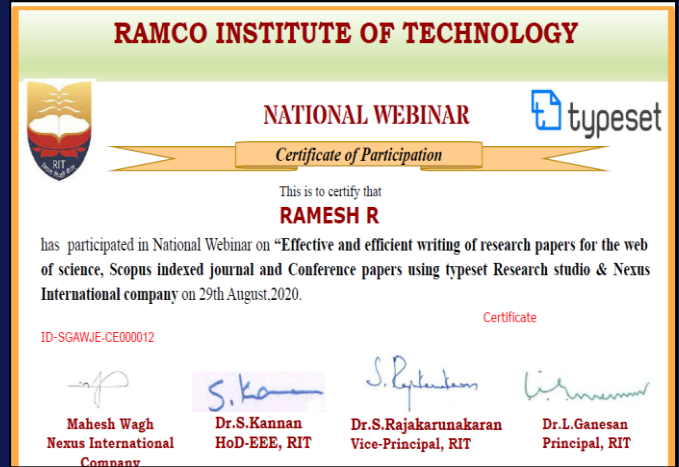 RAMCO INSTITUTE OF TECHNOLOGY
NATIONAL WEBINAR
typeset
RIT
Certificate of Participation
This is to certify that
RAMESH R
has participated in National Webinar on “Effective and efficient writing of research papers for the web
of science, Scopus indexed journal and Conference papers using typeset Research studio & Nexus
International company on 29th August,2020.
Certificate
ID-SGAWJE-CE000012
S.Ka
Mahesh Wagh
Nexus International
Company
Dr.S.Kannan
HoD-EEE, RIT
Dr.S.Rajakarunakaran
Vice-Principal, RIT
Dr.L.Ganesan
Principal, RIT